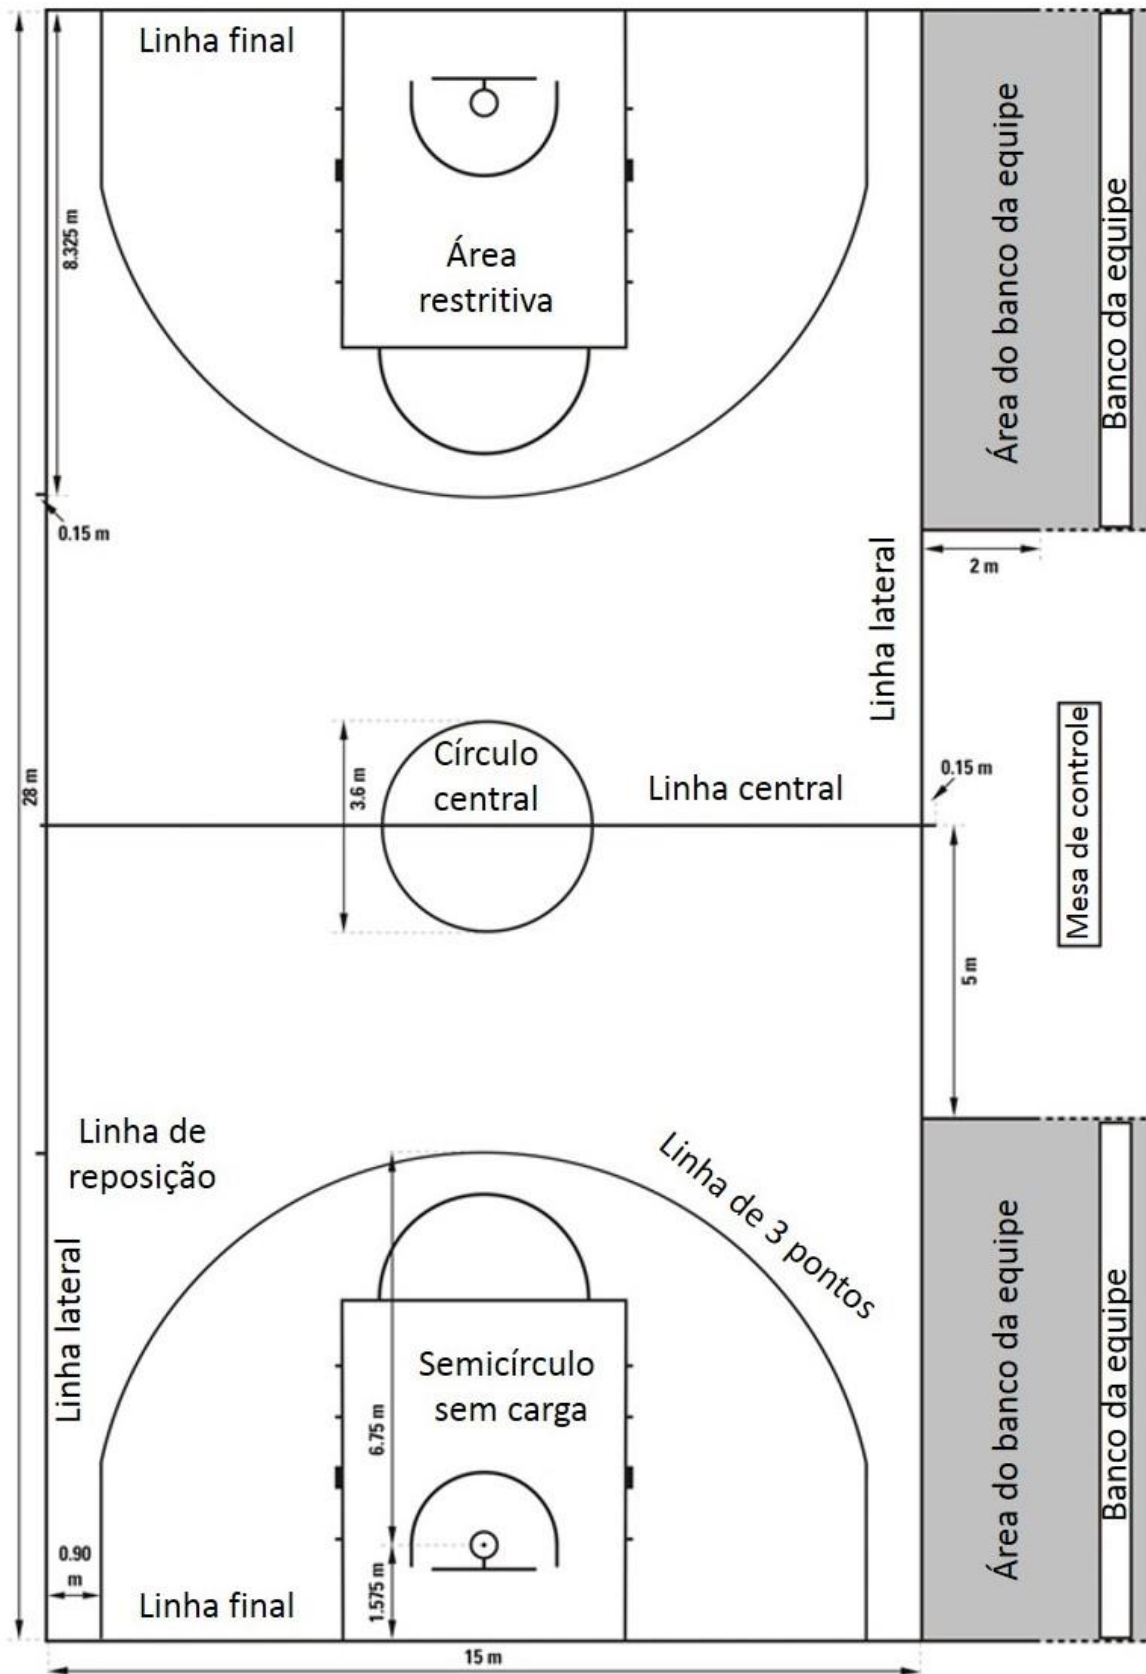 Linha final
8.325 m
Área
restritiva
Área do banco da equipe
Banco da equipe
0.15 m
2 m
Linha lateral
28 m
3.6 m
Círculo
central
Linha central
0.15 m
Mesa de controle
5 m
Linha de
reposição
Linha de 3 pontos
Linha lateral
Semicírculo
sem carga
6.75 m
Área do banco da equipe
Banco da equipe
0.90
m
1.575 m
Linha final
15 m